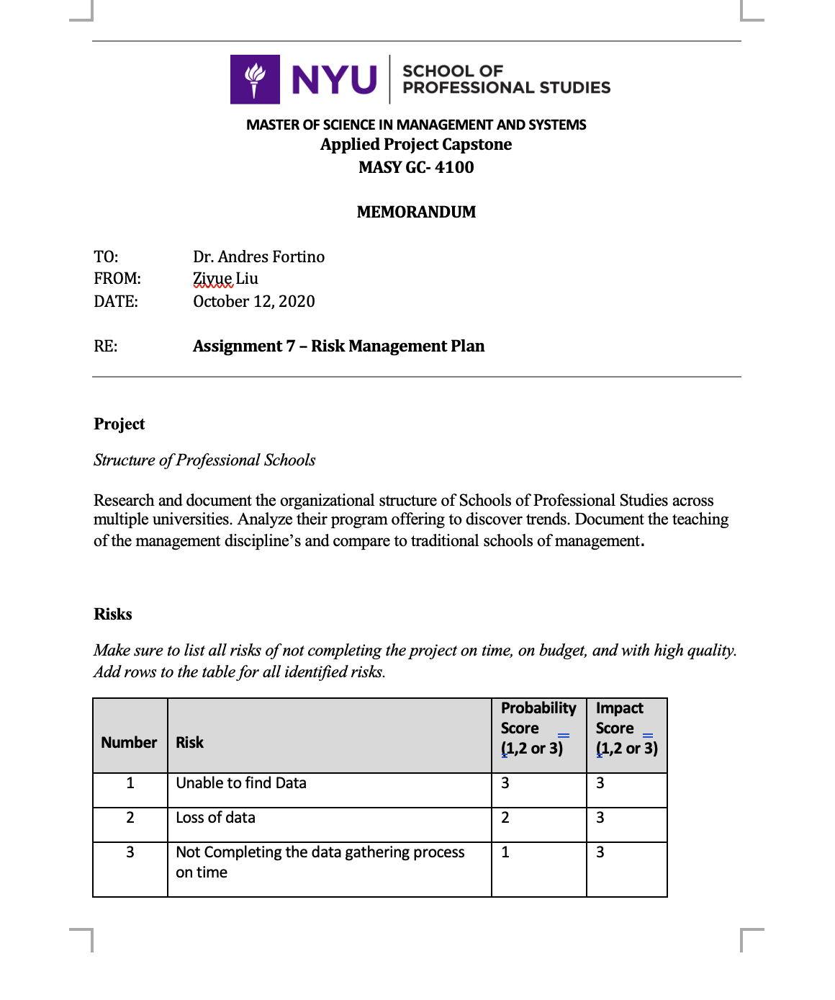 NYU
SCHOOL OF
PROFESSIONAL STUDIES
MASTER OF SCIENCE IN MANAGEMENT AND SYSTEMS
Applied Project Capstone
MASY GC- 4100
MEMORANDUM
TO: Dr. Andres Fortino
FROM: Ziyue Liu
DATE: October 12, 2020
RE: Assignment 7 – Risk Management Plan
Project
Structure of Professional Schools
Research and document the organizational structure of Schools of Professional Studies across
multiple universities. Analyze their program offering to discover trends. Document the teaching
of the management discipline’s and compare to traditional schools of management.
Risks
Make sure to list all risks of not completing the project on time, on budget, and with high quality.
Add rows to the table for all identified risks.
Number Risk Probability Score (1,2 or 3) Impact Score (1,2 or 3)
1 Unable to find Data 3 3
2 Loss of data 2 3
3 Not Completing the data gathering process 1 3
on time